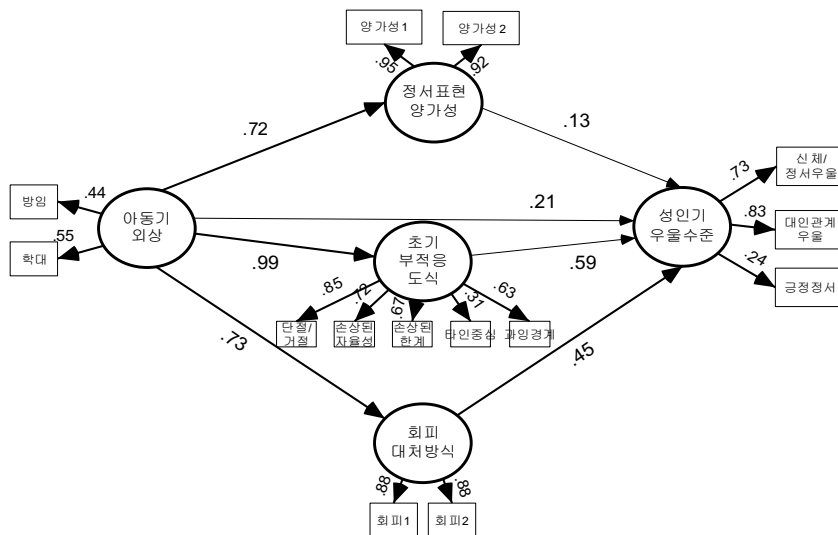 양가성1
양가성2
.95
.92
정서표현
양가성
.72
.13
신체/
정서우울
.73
방임
.44
아동기
외상
.21
성인기
우울수준
.83
대인관계
우울
학대
.55
.99
초기
부적응
도식
.59
.24
긍정정서
.85
.72
.67
.31
.63
단절/
거절
손상된
자율성
손상된
한계
타인중심
과잉경계
.73
.45
회피
대처방식
.88
.88
회피1
회피2